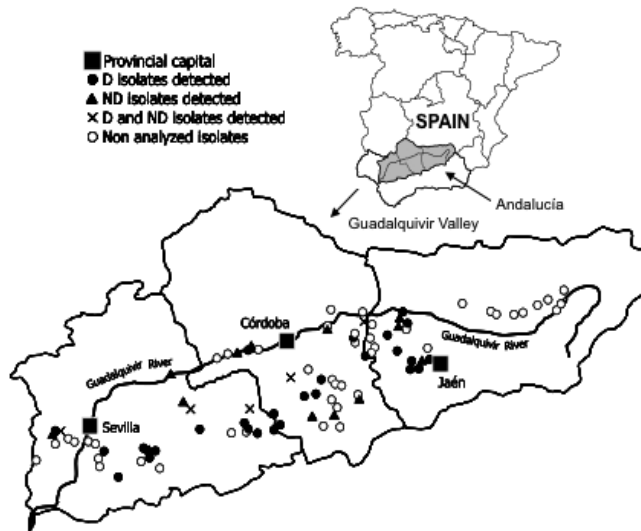 Provincial capital
D isolates detected
ND isolates detected
D and ND isolates detected
Non analyzed isolates
SPAIN
Andalucía
Guadalquivir Valley
Córdoba
Guadalquivir River
Guadalquivir River
Jaén
Sevilla